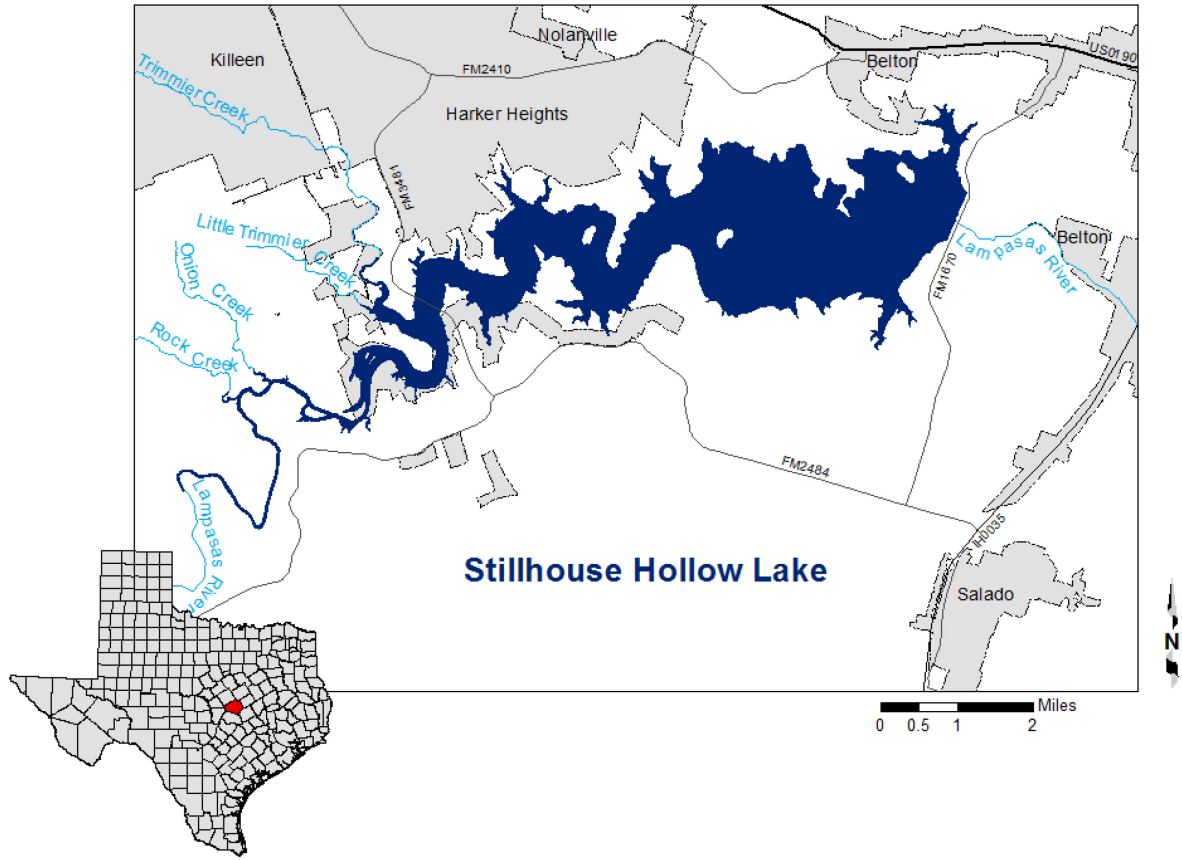 Nolanville
US0190
Killeen
Belton
Trimmier Creek
FM2410
Harker Heights
FM3481
Little Trimmier
Creek
Onion
Creek
Lampasas River
Belton
FM1670
Rock Creek
FM2484
Lampasas River
IH0035
Stillhouse Hollow Lake
Salado
N
Miles
0 0.5 1 2